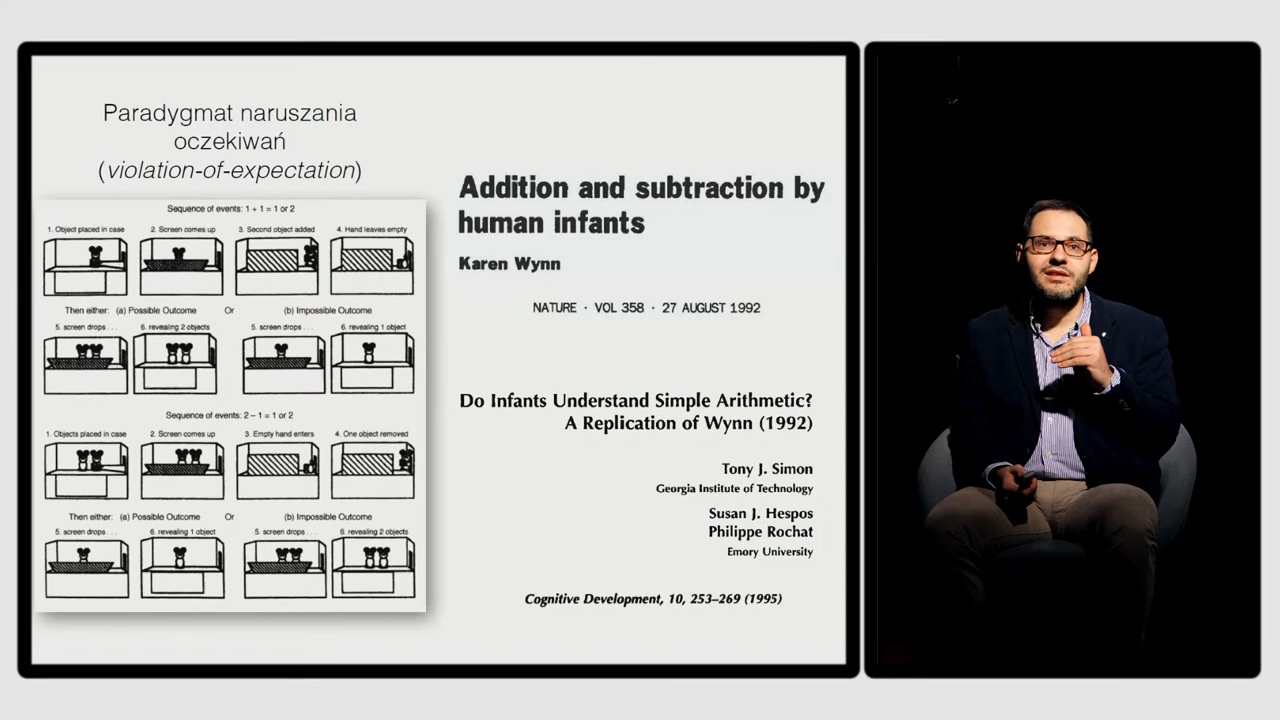 Paradygmat naruszania
oczekiwań
(violation-of-expectation)
Sequence of events: 1 + 1 = 1 or 2
1. Object placed in case
2. Screen comes up
3. Second object added
4. Hand leaves empty
Then either: (a) Possible Outcome
Or
(b) Impossible Outcome
5. screen drops . . .
6. revealing 2 objects
5. screen drops . . .
6. revealing 1 object
Sequence of events: 2 – 1 = 1 or 2
1. Objects placed in case
2. Screen comes up
3. Empty hand enters
4. One object removed
Then either: (a) Possible Outcome
Or
(b) Impossible Outcome
5. screen drops . . .
6. revealing 1 object
5. screen drops . . .
6. revealing 2 objects
Addition and subtraction by
human infants
Karen Wynn
NATURE · VOL 358 · 27 AUGUST 1992
Do Infants Understand Simple Arithmetic?
A Replication of Wynn (1992)
Tony J. Simon
Georgia Institute of Technology
Susan J. Hespos
Philippe Rochat
Emory University
Cognitive Development, 10, 253–269 (1995)